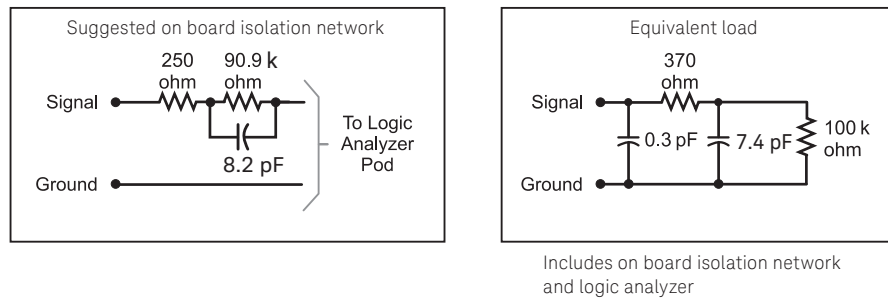 Suggested on board isolation network
250
ohm
90.9 k
ohm
Signal
8.2 pF
Ground
To Logic
Analyzer
Pod
Equivalent load
370
ohm
Signal
0.3 pF
7.4 pF
100 k
ohm
Ground
Includes on board isolation network
and logic analyzer